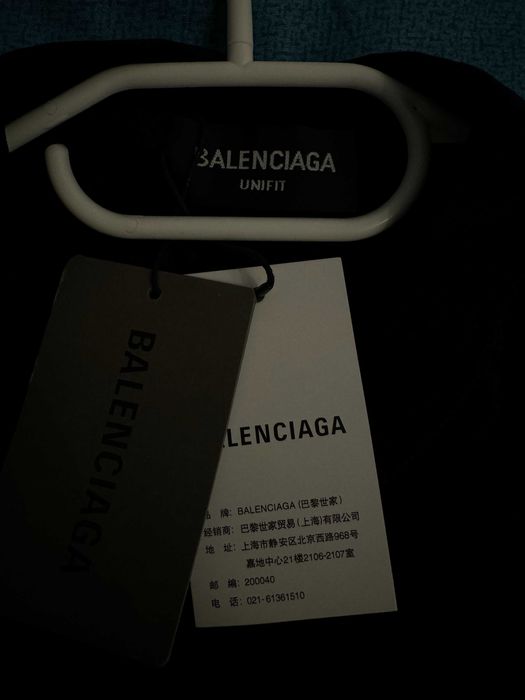 BALENCIAGA
UNIFIT
BALENCIAGA
LENCIAGA
牌: BALENCIAGA (巴黎世家)
经销商: 巴黎世家贸易(上海)有限公司
地 址: 上海市静安区北京西路968号
嘉地中心21楼2106-2107室
邮 编: 200040
电 话: 021-61361510